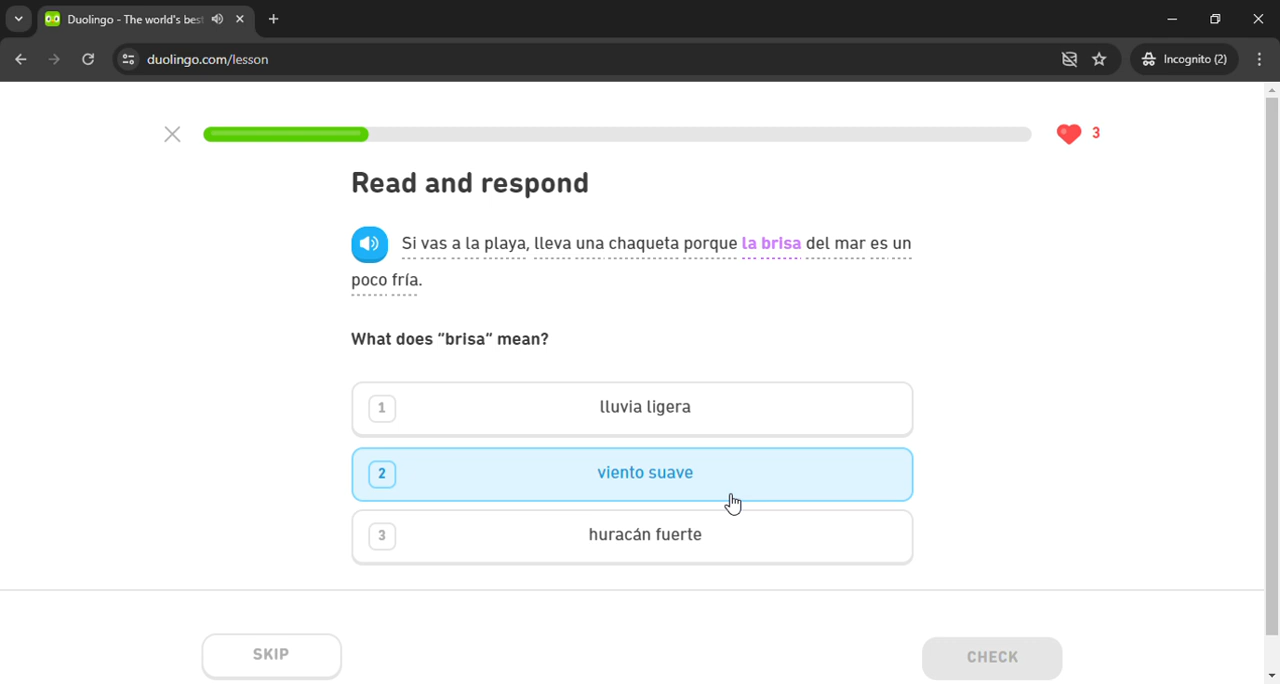 Duolingo - The world's best
duolingo.com/lesson
Incognito (2)
3
Read and respond
Si vas a la playa, lleva una chaqueta porque la brisa del mar es un
poco fría.
What does "brisa" mean?
1 lluvia ligera
2 viento suave
3 huracán fuerte
SKIP CHECK